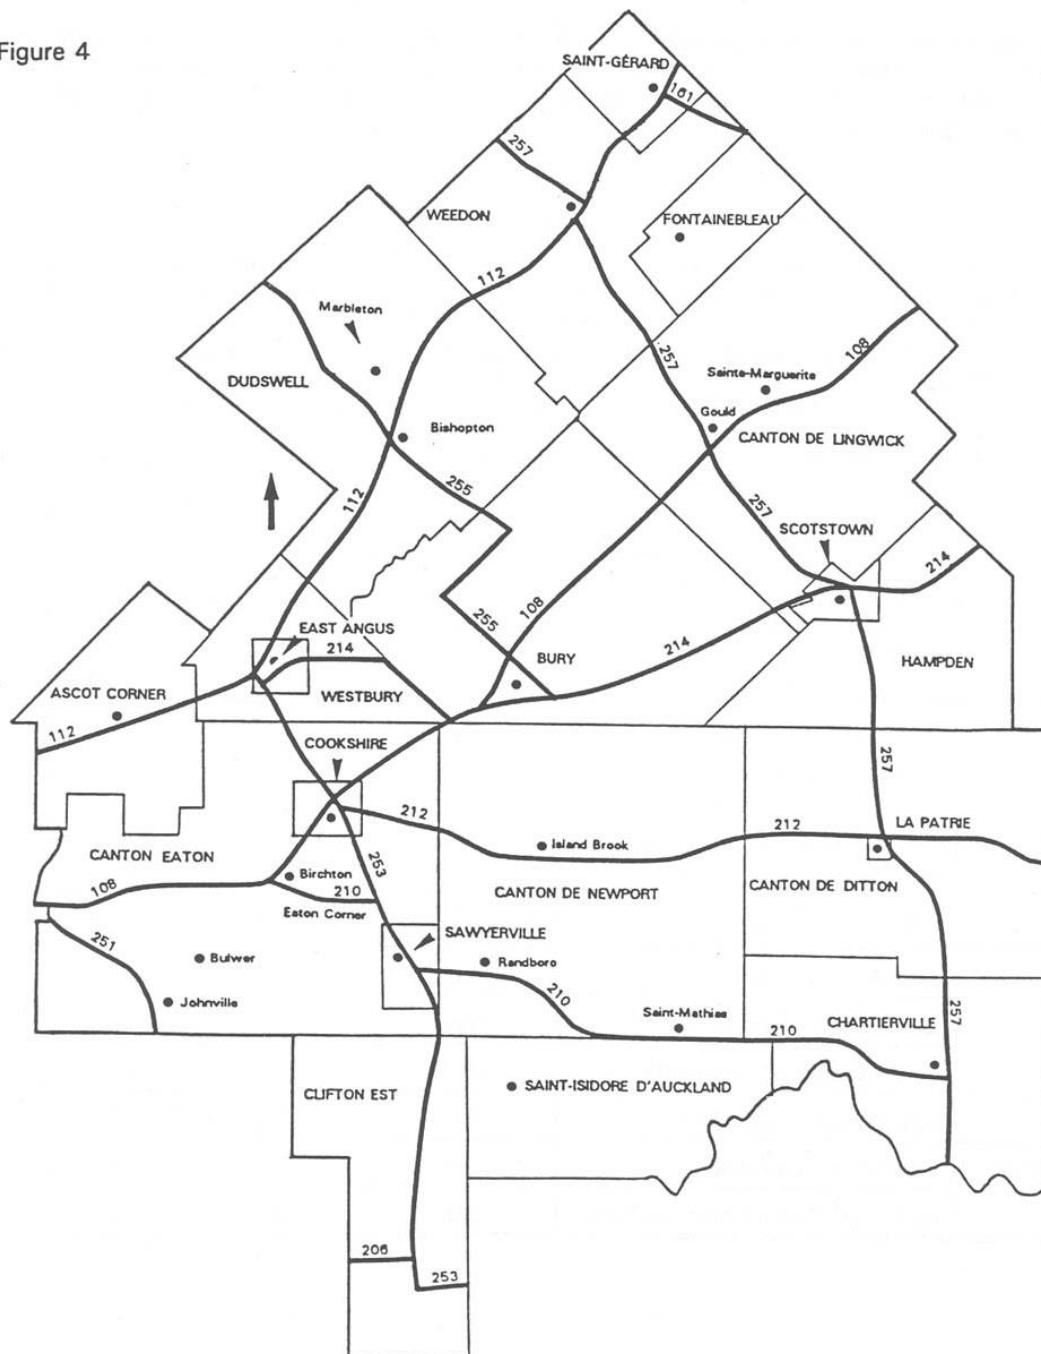 Figure 4
SAINT-GÉRARD
161
257
WEEDON
FONTAINEBLEAU
112
Marbleton
257
108
DUDSWELL
Sainte-Marguerite
Gould
Bishopton
CANTON DE LINGWICK
255
112
257
SCOTSTOWN
214
108
255
EAST ANGUS
214
214
BURY
HAMPDEN
ASCOT CORNER
WESTBURY
112
COOKSHIRE
257
212
212
LA PATRIE
CANTON EATON
Island Brook
253
Birchton
CANTON DE NEWPORT
CANTON DE DITTON
108
210
Eaton Corner
SAWYERVILLE
251
Bulwer
Randboro
Johnville
210
Saint-Mathias
CHARTIERVILLE
257
210
CLIFTON EST
SAINT-ISIDORE D'AUCKLAND
206
253